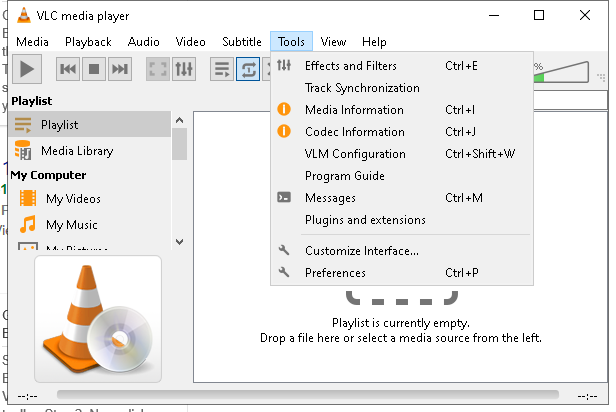 VLC media player
Media Playback Audio Video Subtitle Tools View Help
Effects and Filters Ctrl+E
Track Synchronization
Media Information Ctrl+I
Codec Information Ctrl+J
VLM Configuration Ctrl+Shift+W
Program Guide
Messages Ctrl+M
Plugins and extensions
Customize Interface...
Preferences Ctrl+P
%
Playlist
Playlist
Media Library
My Computer
My Videos
My Music
My Pictures
Playlist is currently empty.
Drop a file here or select a media source from the left.
--:-- --:--